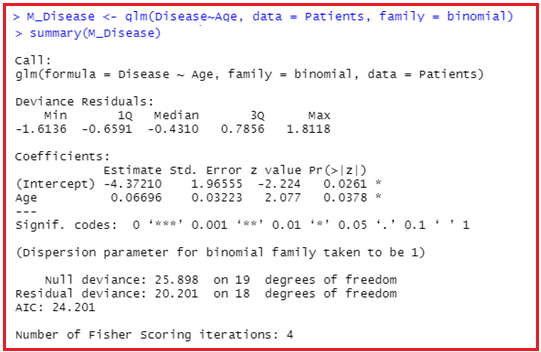 > M_Disease <- glm(Disease~Age, data = Patients, family = binomial)
> summary(M_Disease)
Call:
glm(formula = Disease ~ Age, family = binomial, data = Patients)
Deviance Residuals:
Min 1Q Median 3Q Max
-1.6136 -0.6591 -0.4310 0.7856 1.8118
Coefficients:
Estimate Std. Error z value Pr(>|z|)
(Intercept) -4.37210 1.96555 -2.224 0.0261 *
Age 0.06696 0.03223 2.077 0.0378 *
---
Signif. codes: 0 ‘***’ 0.001 ‘**’ 0.01 ‘*’ 0.05 ‘.’ 0.1 ‘ ’ 1
(Dispersion parameter for binomial family taken to be 1)
Null deviance: 25.898 on 19 degrees of freedom
Residual deviance: 20.201 on 18 degrees of freedom
AIC: 24.201
Number of Fisher Scoring iterations: 4